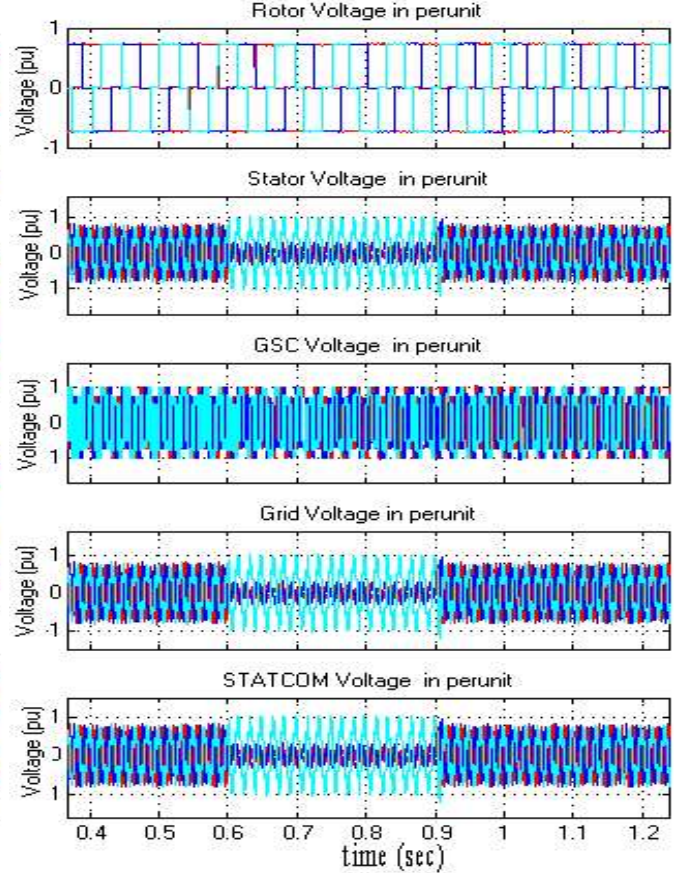 Rotor Voltage in perunit
Voltage (pu)
1
0
-1
Stator Voltage in perunit
Voltage (pu)
1
0
1
GSC Voltage in perunit
Voltage (pu)
1
0
1
Grid Voltage in perunit
Voltage (pu)
1
0
-1
STATCOM Voltage in perunit
Voltage (pu)
1
0
1
0.4 0.5 0.6 0.7 0.8 0.9 1 1.1 1.2
time (sec)